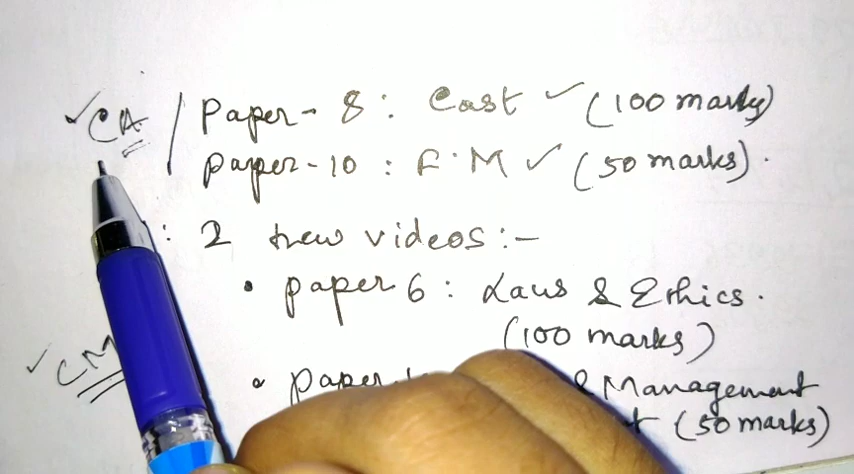 ✓ CA / Paper - 8 : Cost ✓ (100 marks)
Paper - 10 : F.M ✓ (50 marks).
: 2 new videos :-
• paper 6 : Laws & Ethics.
(100 marks)
✓ CM
• paper & Management
(50 marks)